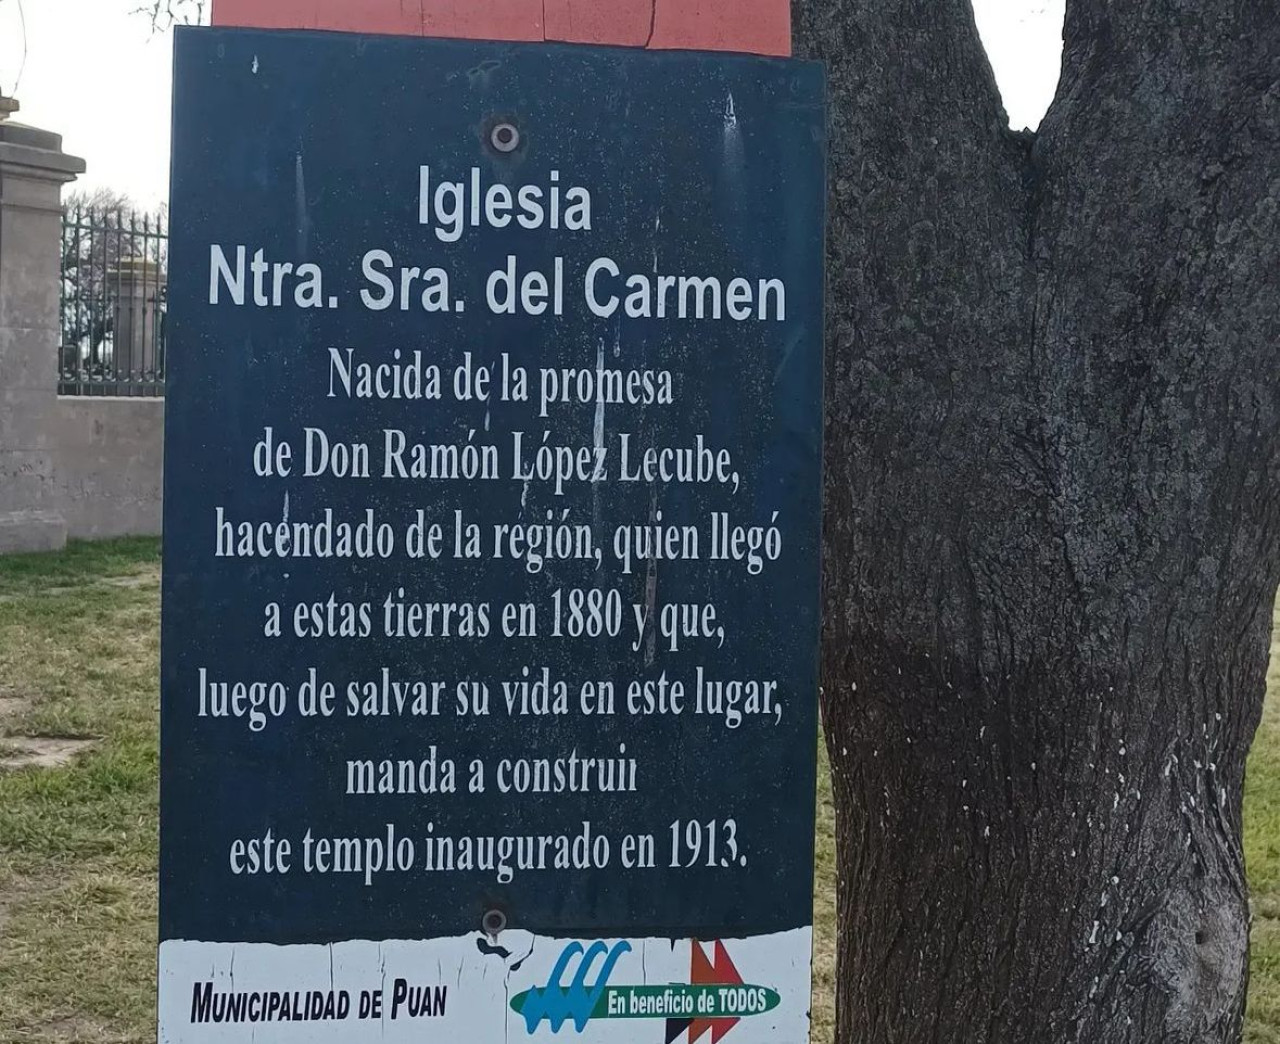 Iglesia
Ntra. Sra. del Carmen
Nacida de la promesa
de Don Ramón López Lecube,
hacendado de la región, quien llegó
a estas tierras en 1880 y que,
luego de salvar su vida en este lugar,
manda a construir
este templo inaugurado en 1913.
MUNICIPALIDAD DE PUAN
En beneficio de TODOS